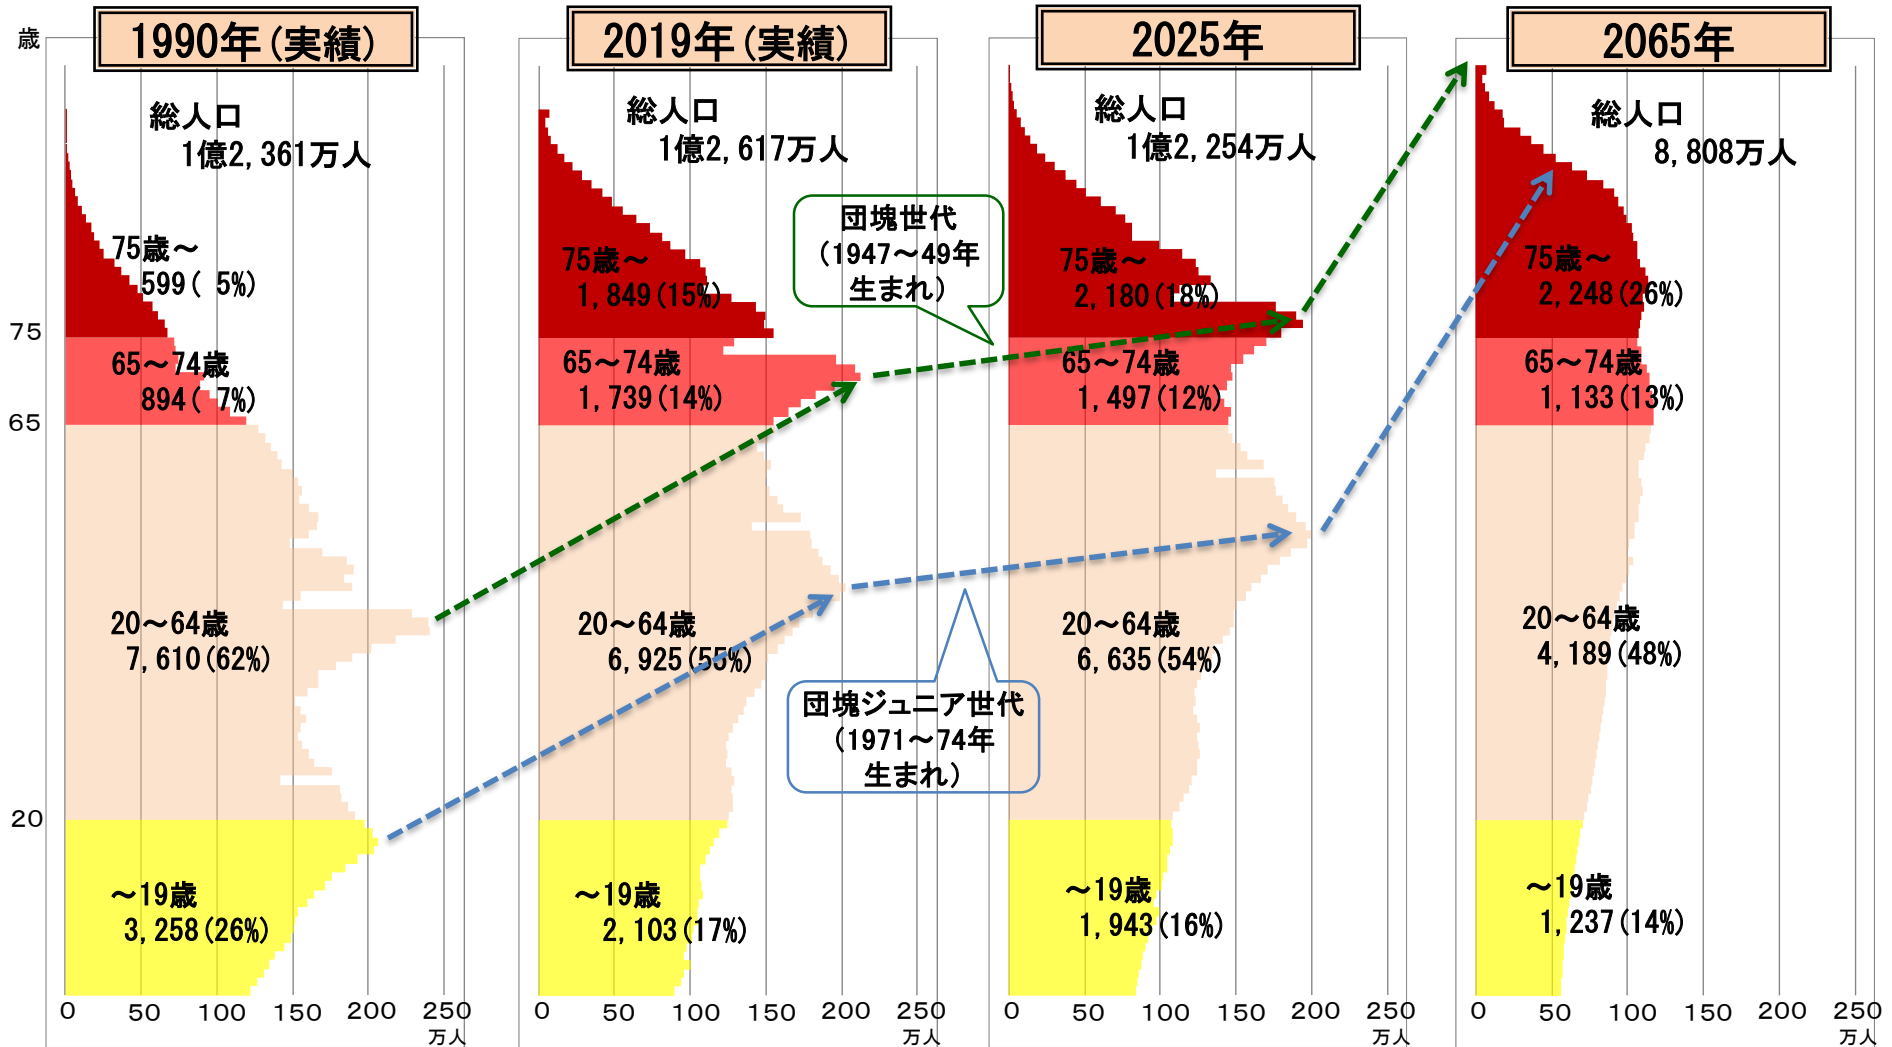 歳
1990年(実績)
総人口
1億2,361万人
75歳～
599( 5%)
65～74歳
894( 7%)
20～64歳
7,610(62%)
～19歳
3,258(26%)
75
65
20
0 50 100 150 200 250
万人
2019年(実績)
総人口
1億2,617万人
75歳～
1,849(15%)
65～74歳
1,739(14%)
20～64歳
6,925(55%)
～19歳
2,103(17%)
0 50 100 150 200 250
万人
団塊世代
(1947～49年
生まれ)
団塊ジュニア世代
(1971～74年
生まれ)
2025年
総人口
1億2,254万人
75歳～
2,180(18%)
65～74歳
1,497(12%)
20～64歳
6,635(54%)
～19歳
1,943(16%)
0 50 100 150 200 250
万人
2065年
総人口
8,808万人
75歳～
2,248(26%)
65～74歳
1,133(13%)
20～64歳
4,189(48%)
～19歳
1,237(14%)
0 50 100 150 200 250
万人